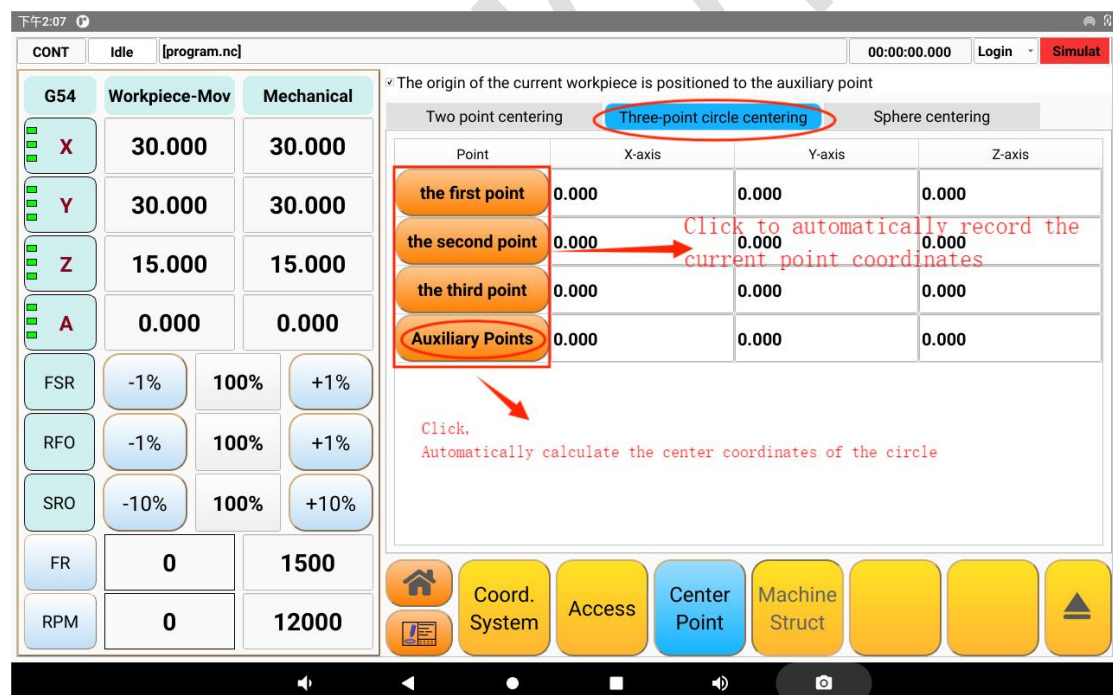 下午2:07
CONT Idle [program.nc] 00:00:00.000 Login Simulat
G54 Workpiece-Mov Mechanical
X 30.000 30.000
Y 30.000 30.000
Z 15.000 15.000
A 0.000 0.000
FSR -1% 100% +1%
RFO -1% 100% +1%
SRO -10% 100% +10%
FR 0 1500
RPM 0 12000
The origin of the current workpiece is positioned to the auxiliary point
Two point centering Three-point circle centering Sphere centering
Point X-axis Y-axis Z-axis
the first point 0.000 0.000 0.000
the second point 0.000 0.000 0.000
the third point 0.000 0.000 0.000
Auxiliary Points 0.000 0.000 0.000
Click to automatically record the
current point coordinates
Click,
Automatically calculate the center coordinates of the circle
Coord. System Access Center Point Machine Struct